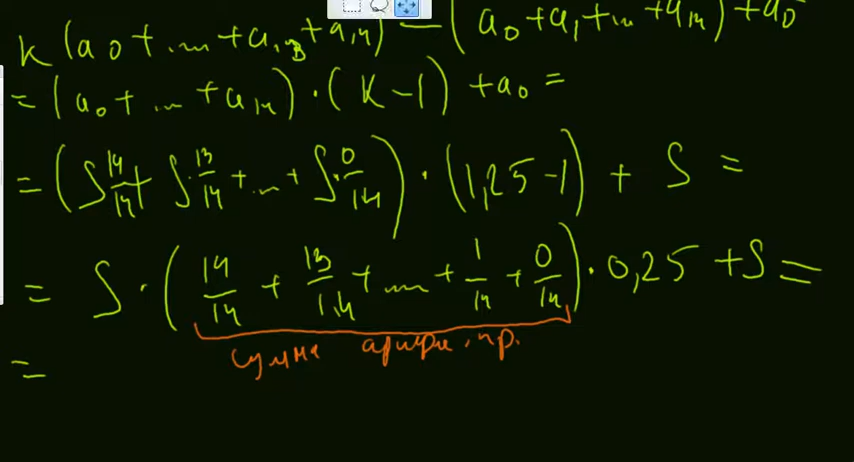 k(a₀ + ... + a₁₃ + a₁₄) − (a₀ + a₁ + ... + a₁₄) + a₀
= (a₀ + ... + a₁₄) · (k − 1) + a₀ =
= (S · 14/14 + S · 13/14 + ... + S · 0/14) · (1,25 − 1) + S =
= S · (14/14 + 13/14 + ... + 1/14 + 0/14) · 0,25 + S =
сумма арифм. пр.
=